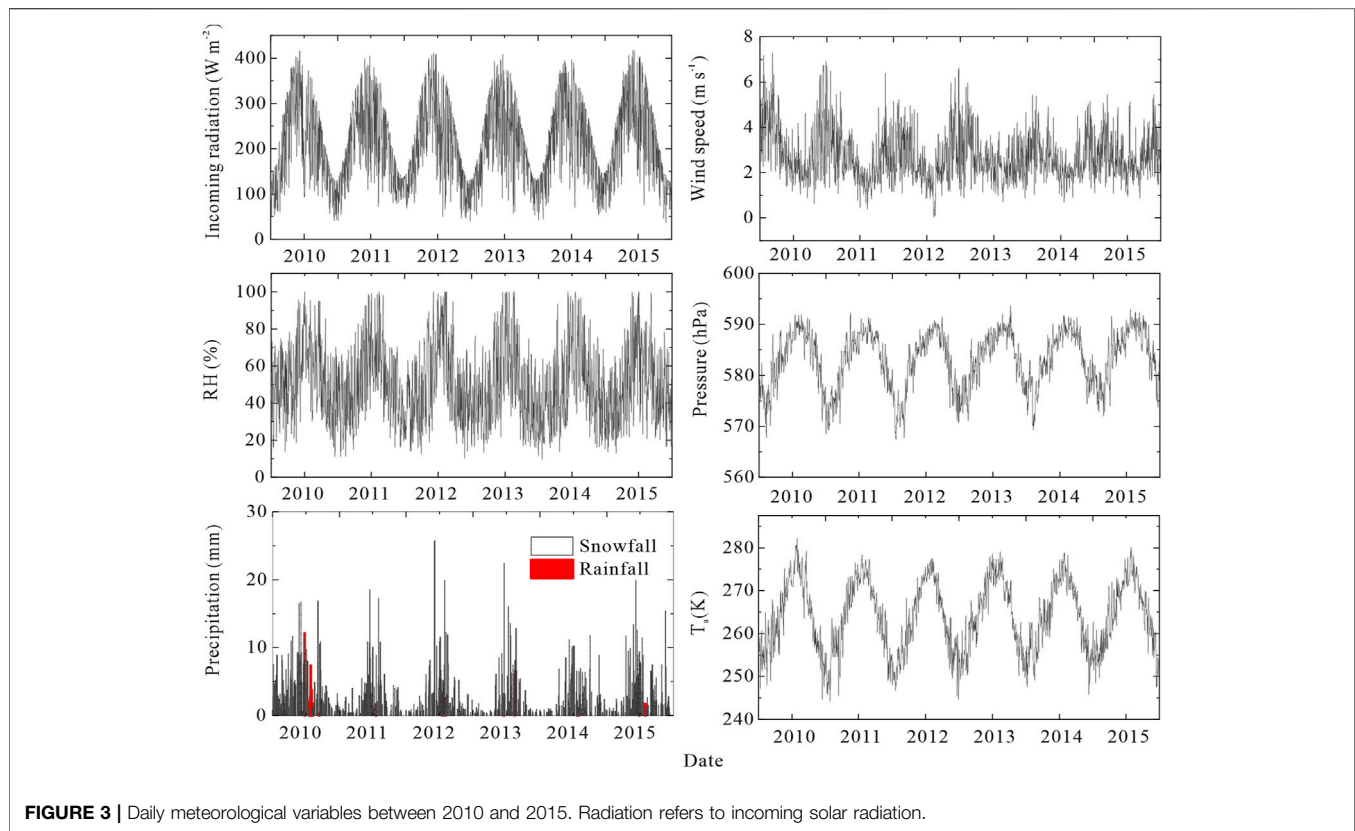 Incoming radiation (W m⁻²)
400
300
200
100
0
2010 2011 2012 2013 2014 2015
Wind speed (m s⁻¹)
8
6
4
2
0
2010 2011 2012 2013 2014 2015
RH (%)
100
80
60
40
20
0
2010 2011 2012 2013 2014 2015
Pressure (hPa)
600
590
580
570
560
2010 2011 2012 2013 2014 2015
Precipitation (mm)
30
20
10
0
Snowfall
Rainfall
2010 2011 2012 2013 2014 2015
Tₐ(K)
280
270
260
250
240
2010 2011 2012 2013 2014 2015
Date
FIGURE 3 | Daily meteorological variables between 2010 and 2015. Radiation refers to incoming solar radiation.